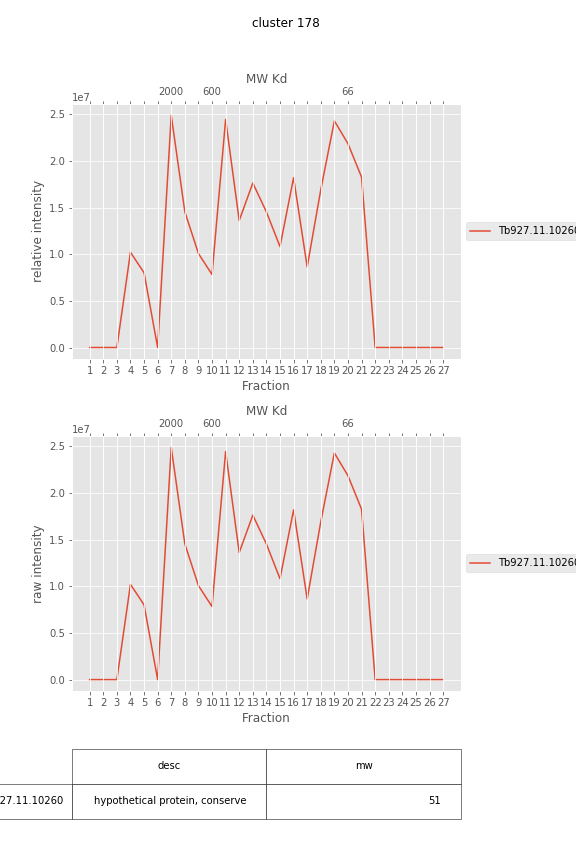 cluster 178
MW Kd
2000 600 66
1e7
2.5
2.0
1.5
1.0
0.5
0.0
relative intensity
Tb927.11.10260
1 2 3 4 5 6 7 8 9 10 11 12 13 14 15 16 17 18 19 20 21 22 23 24 25 26 27
Fraction
MW Kd
2000 600 66
1e7
2.5
2.0
1.5
1.0
0.5
0.0
raw intensity
Tb927.11.10260
1 2 3 4 5 6 7 8 9 10 11 12 13 14 15 16 17 18 19 20 21 22 23 24 25 26 27
Fraction
desc mw
27.11.10260 hypothetical protein, conserve 51